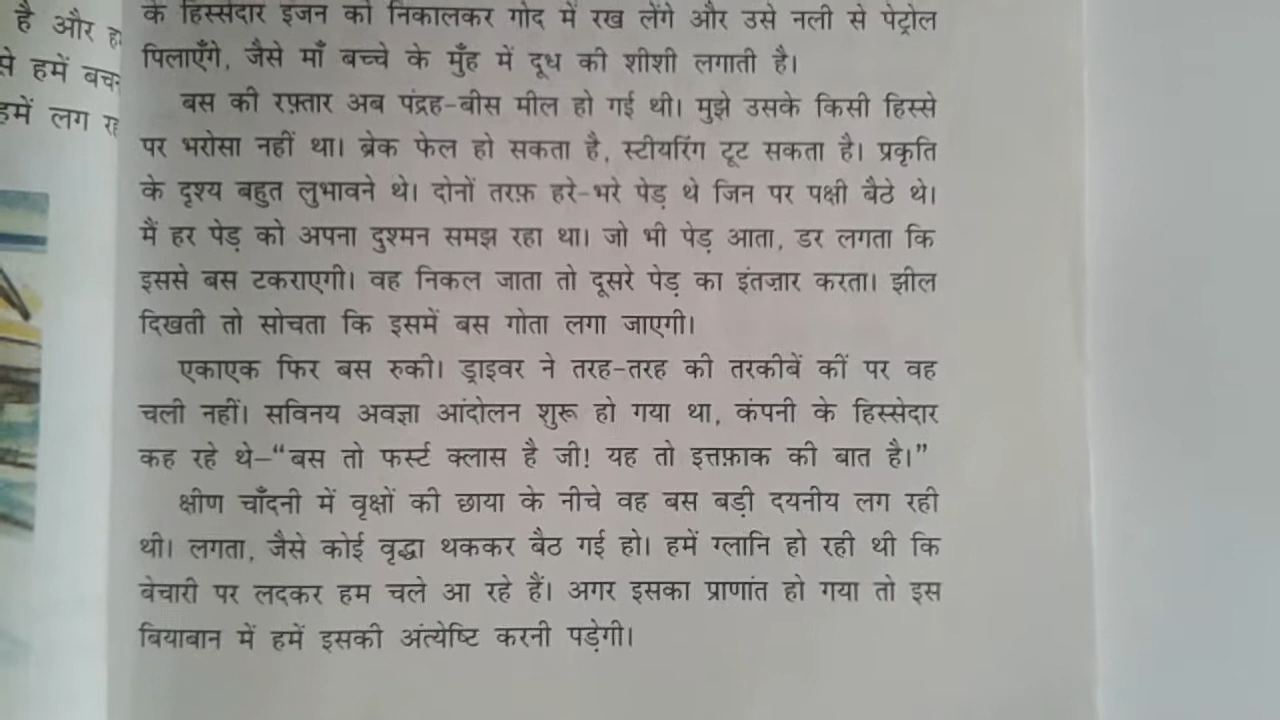 है और
से हमें
हमें लग
के हिस्सेदार इंजन को निकालकर गोद में रख लेंगे और उसे नली से पेट्रोल
पिलाएँगे, जैसे माँ बच्चे के मुँह में दूध की शीशी लगाती है।
बस की रफ़्तार अब पंद्रह-बीस मील हो गई थी। मुझे उसके किसी हिस्से
पर भरोसा नहीं था। ब्रेक फेल हो सकता है, स्टीयरिंग टूट सकता है। प्रकृति
के दृश्य बहुत लुभावने थे। दोनों तरफ़ हरे-भरे पेड़ थे जिन पर पक्षी बैठे थे।
मैं हर पेड़ को अपना दुश्मन समझ रहा था। जो भी पेड़ आता, डर लगता कि
इससे बस टकराएगी। वह निकल जाता तो दूसरे पेड़ का इंतज़ार करता। झील
दिखती तो सोचता कि इसमें बस गोता लगा जाएगी।
एकाएक फिर बस रुकी। ड्राइवर ने तरह-तरह की तरकीबें कीं पर वह
चली नहीं। सविनय अवज्ञा आंदोलन शुरू हो गया था, कंपनी के हिस्सेदार
कह रहे थे–“बस तो फर्स्ट क्लास है जी! यह तो इत्तफ़ाक की बात है।”
क्षीण चाँदनी में वृक्षों की छाया के नीचे वह बस बड़ी दयनीय लग रही
थी। लगता, जैसे कोई वृद्धा थककर बैठ गई हो। हमें ग्लानि हो रही थी कि
बेचारी पर लदकर हम चले आ रहे हैं। अगर इसका प्राणांत हो गया तो इस
बियाबान में हमें इसकी अंत्येष्टि करनी पड़ेगी।